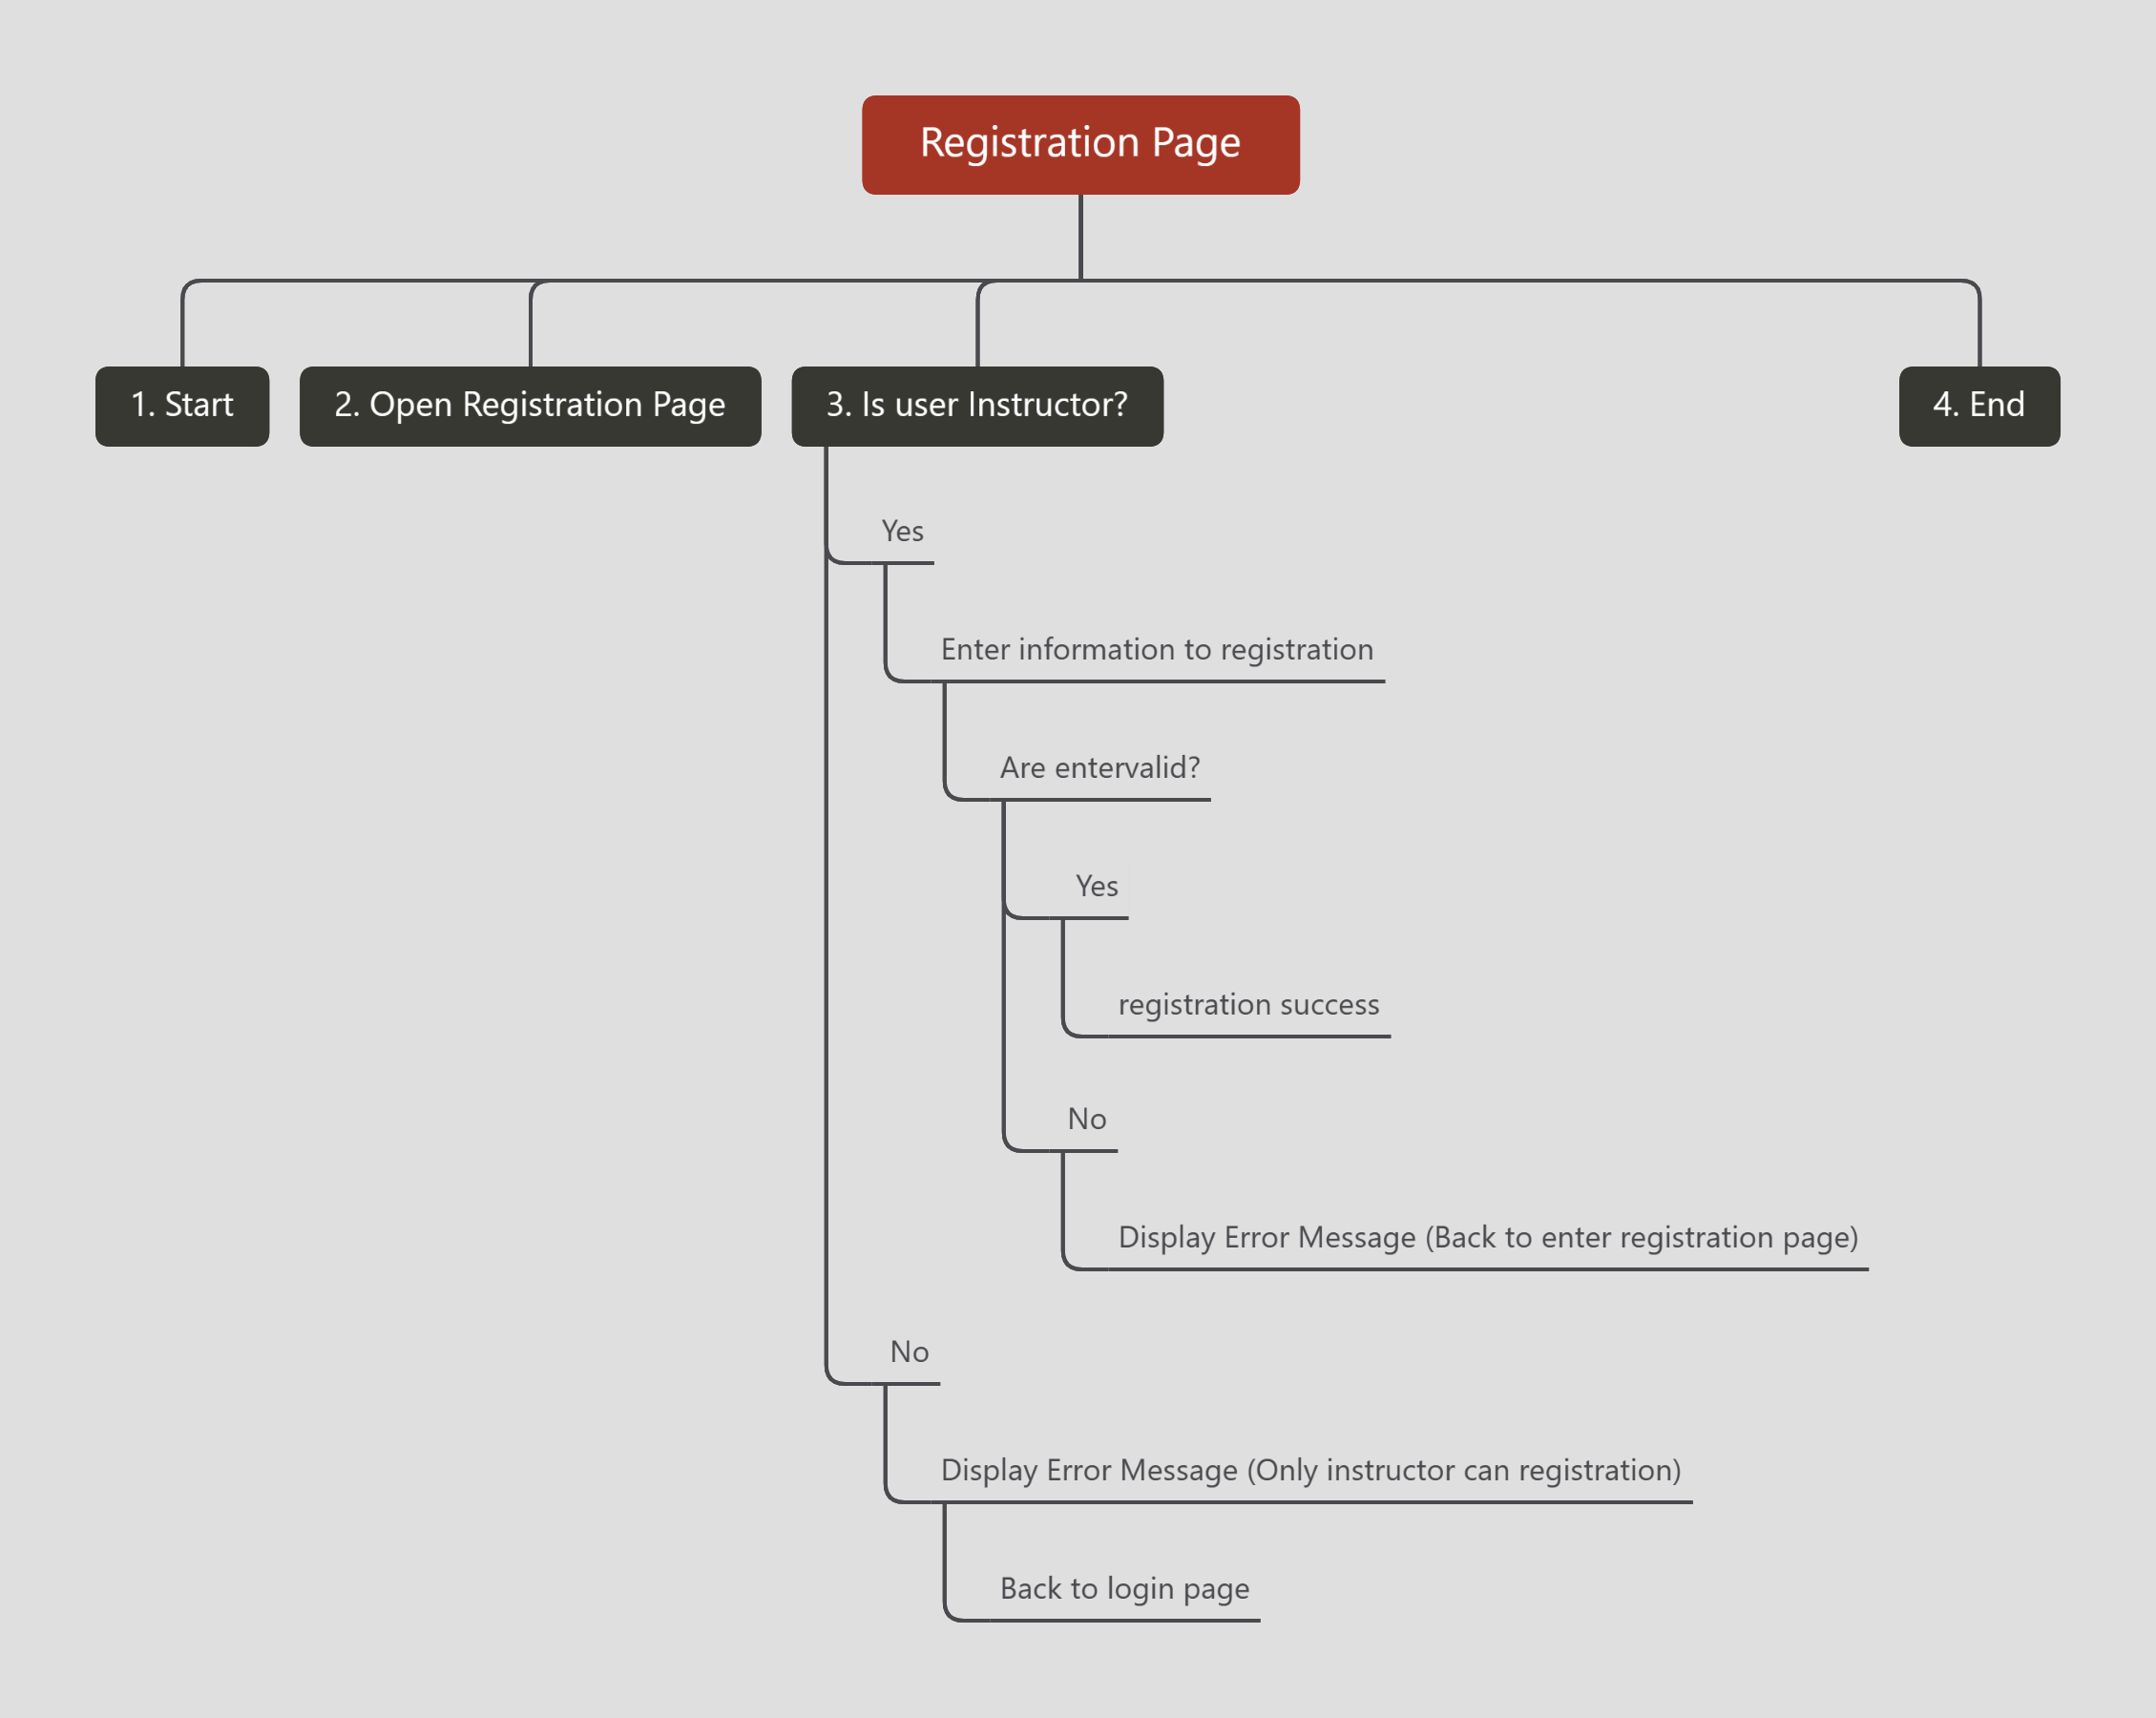 Registration Page
1. Start
2. Open Registration Page
3. Is user Instructor?
4. End
Yes
Enter information to registration
Are entervalid?
Yes
registration success
No
Display Error Message (Back to enter registration page)
No
Display Error Message (Only instructor can registration)
Back to login page